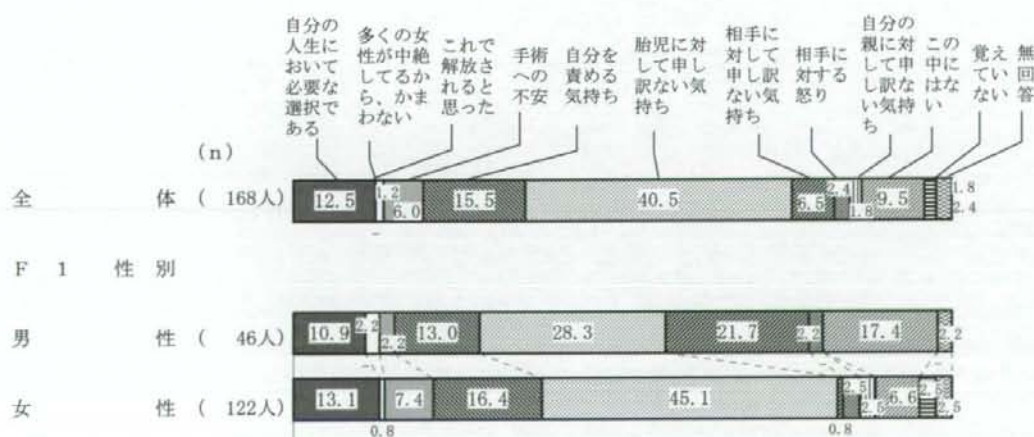 自分の
人生に
おいて
必要な
選択で
ある
多くの女
性が中絶
してるか
ら、かま
わない
これで
解放さ
れると
思った
手術
への
不安
自分を
責める
気持ち
胎児に対
して申し
訳ない気
持ち
相手に
対して
申し訳
ない気
持ち
相手に
対する
怒り
自分の
親に対
して申
し訳な
い気持
ち
この
中には
ない
覚え
てい
ない
無
回
答
(n)
全 体 ( 168人)
12.5 1.2 6.0 15.5 40.5 6.5 2.4 1.8 9.5 1.8 2.4
F 1 性 別
男 性 ( 46人)
10.9 2.2 2.2 13.0 28.3 21.7 2.2 17.4 2.2
女 性 ( 122人)
13.1 7.4 16.4 45.1 2.5 2.5 6.6 2.5 2.5
0.8 0.8